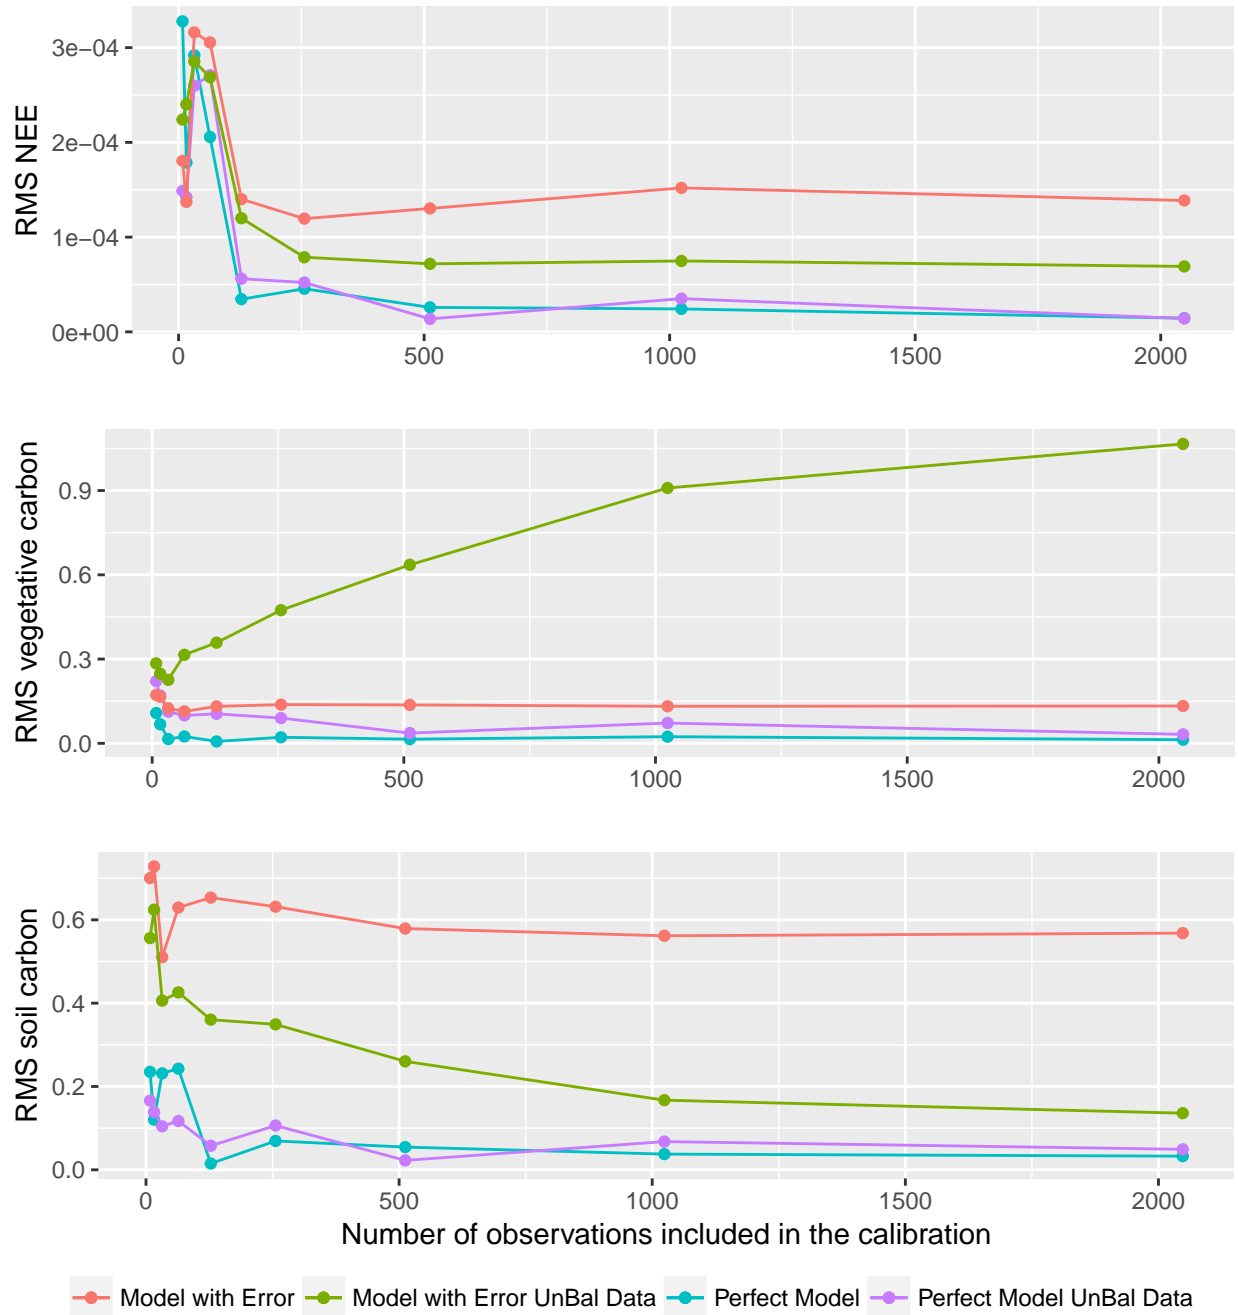 RMS NEE
3e−04
2e−04
1e−04
0e+00
0 500 1000 1500 2000
RMS vegetative carbon
0.9
0.6
0.3
0.0
0 500 1000 1500 2000
RMS soil carbon
0.6
0.4
0.2
0.0
0 500 1000 1500 2000
Number of observations included in the calibration
Model with Error Model with Error UnBal Data Perfect Model Perfect Model UnBal Data